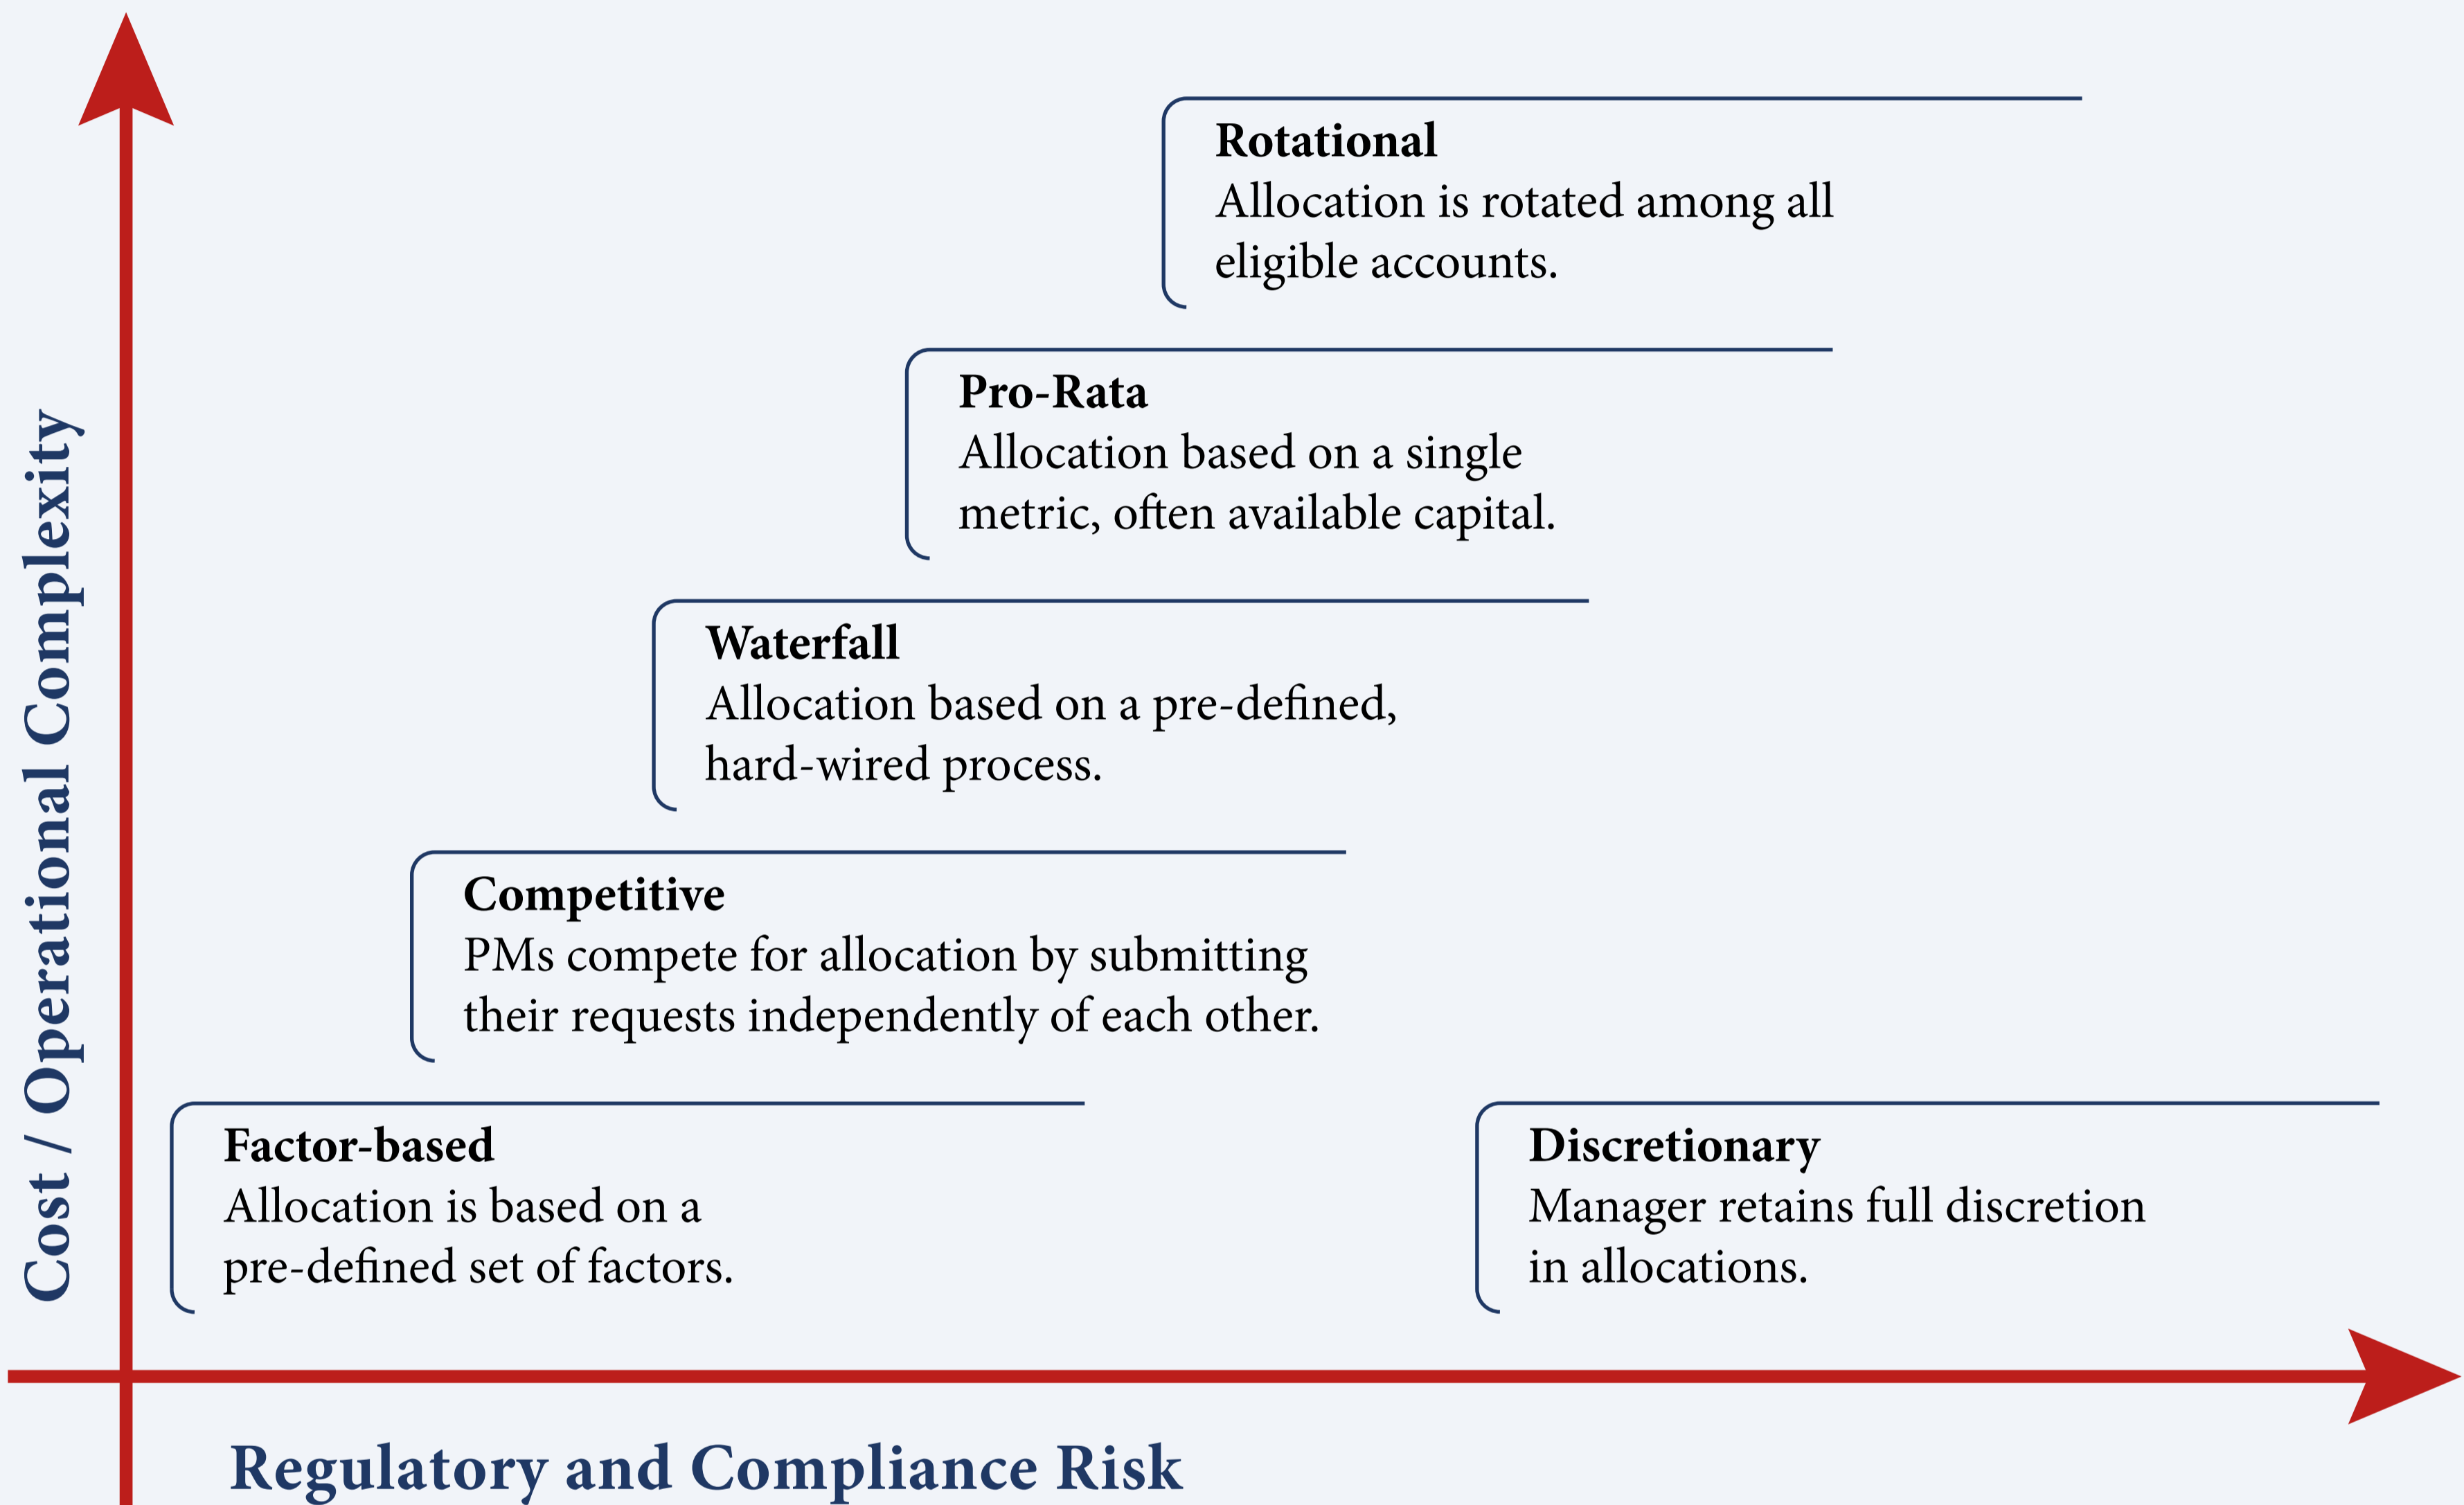 Cost / Operational Complexity
Rotational
Allocation is rotated among all
eligible accounts.
Pro-Rata
Allocation based on a single
metric, often available capital.
Waterfall
Allocation based on a pre-defined,
hard-wired process.
Competitive
PMs compete for allocation by submitting
their requests independently of each other.
Factor-based
Allocation is based on a
pre-defined set of factors.
Discretionary
Manager retains full discretion
in allocations.
Regulatory and Compliance Risk